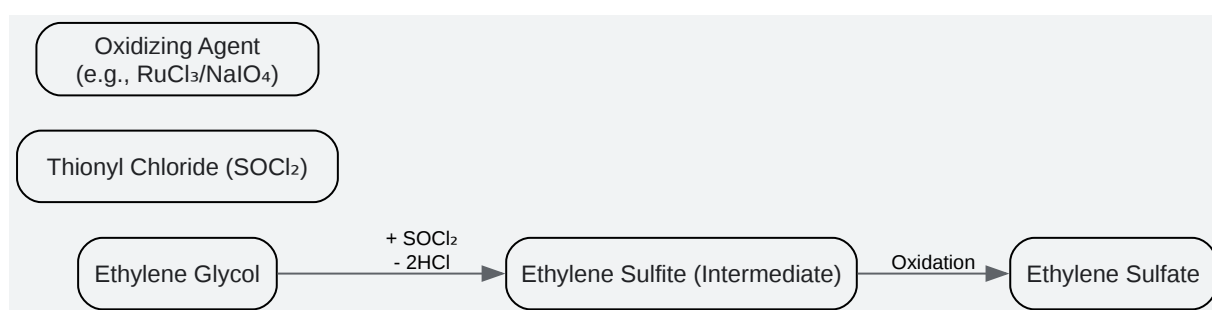 Oxidizing Agent
(e.g., RuCl₃/NaIO₄)
Thionyl Chloride (SOCl₂)
+ SOCl₂
- 2HCl
Ethylene Glycol
Ethylene Sulfite (Intermediate)
Oxidation
Ethylene Sulfate